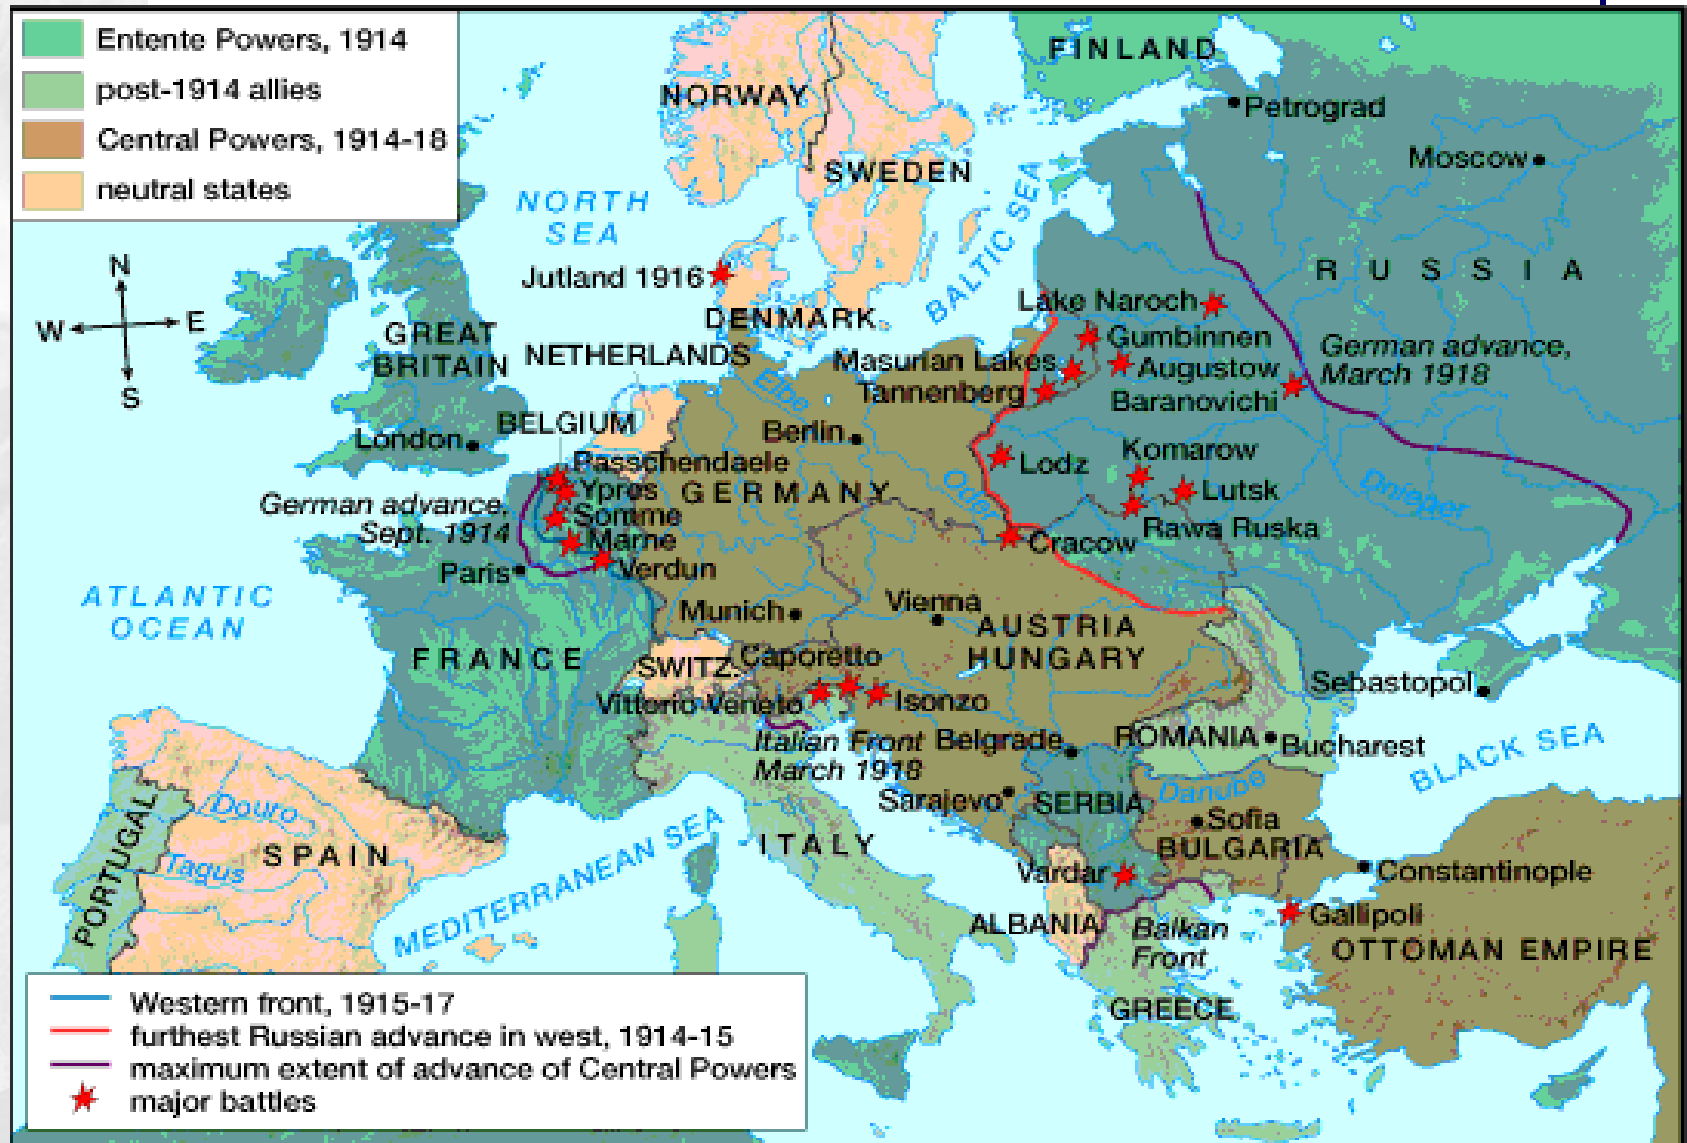 Entente Powers, 1914
post-1914 allies
Central Powers, 1914-18
neutral states
N
W
E
S
FINLAND
Petrograd
Moscow
NORWAY
SWEDEN
NORTH
SEA
BALTIC SEA
RUSSIA
Jutland 1916
DENMARK
GREAT
BRITAIN
NETHERLANDS
BELGIUM
London
Lake Naroch
Gumbinnen
Masurian Lakes
Augustow
Tannenberg
Baranovichi
German advance,
March 1918
Elbe
Berlin
Passchendaele
Ypres
GERMANY
Somme
Marne
Verdun
German advance,
Sept. 1914
Paris
Oder
Lodz
Komarow
Lutsk
Rawa Ruska
Cracow
Dnieper
ATLANTIC
OCEAN
Munich
Vienna
AUSTRIA
HUNGARY
FRANCE
SWITZ.
Caporetto
Vittorio Veneto
Isonzo
Italian Front
March 1918
Belgrade
ROMANIA
Bucharest
Sebastopol
BLACK SEA
Sarajevo
SERBIA
Danube
Sofia
BULGARIA
PORTUGAL
Douro
SPAIN
Tagus
MEDITERRANEAN SEA
ITALY
Vardar
ALBANIA
Balkan
Front
GREECE
Constantinople
Gallipoli
OTTOMAN EMPIRE
Western front, 1915-17
furthest Russian advance in west, 1914-15
maximum extent of advance of Central Powers
major battles